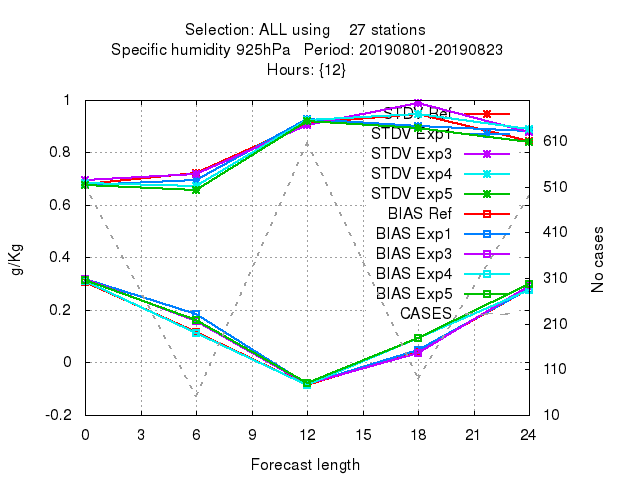 Selection: ALL using 27 stations
Specific humidity 925hPa Period: 20190801-20190823
Hours: {12}
1
0.8
0.6
0.4
0.2
0
-0.2
g/Kg
STDV Ref
STDV Exp1
STDV Exp3
STDV Exp4
STDV Exp5
BIAS Ref
BIAS Exp1
BIAS Exp3
BIAS Exp4
BIAS Exp5
CASES
610
510
410
310
210
110
10
No cases
0 3 6 9 12 15 18 21 24
Forecast length